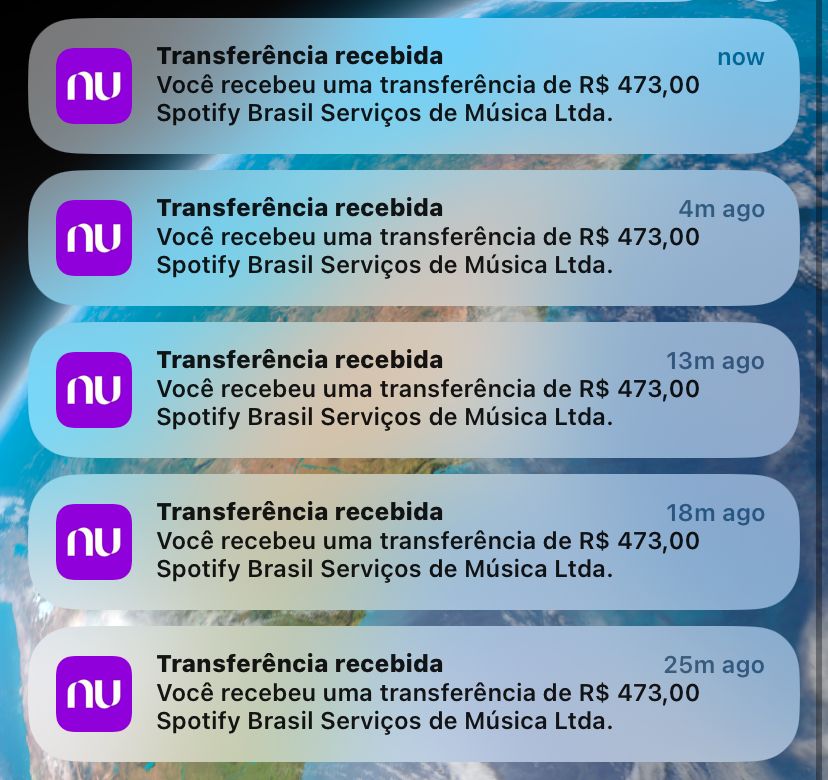 Transferência recebida
now
Você recebeu uma transferência de R$ 473,00
Spotify Brasil Serviços de Música Ltda.
Transferência recebida
4m ago
Você recebeu uma transferência de R$ 473,00
Spotify Brasil Serviços de Música Ltda.
Transferência recebida
13m ago
Você recebeu uma transferência de R$ 473,00
Spotify Brasil Serviços de Música Ltda.
Transferência recebida
18m ago
Você recebeu uma transferência de R$ 473,00
Spotify Brasil Serviços de Música Ltda.
Transferência recebida
25m ago
Você recebeu uma transferência de R$ 473,00
Spotify Brasil Serviços de Música Ltda.
nu
nu
nu
nu
nu